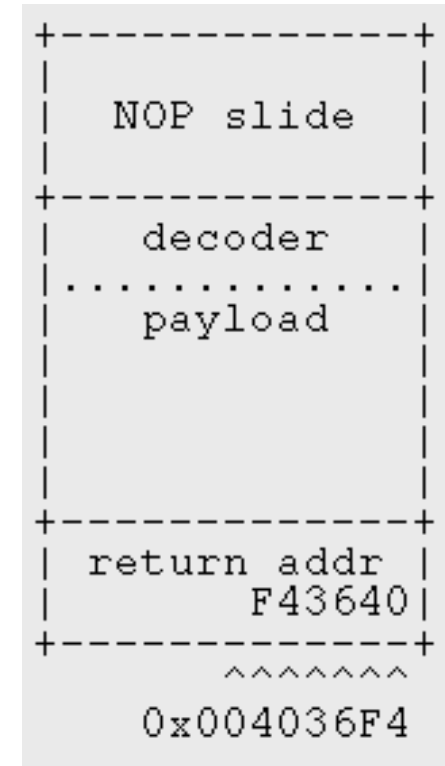 +--------------+
|              |
|  NOP slide   |
|              |
+--------------+
|   decoder    |
|..............|
|   payload    |
|              |
|              |
|              |
+--------------+
| return addr  |
|        F43640|
+--------------+
       ^^^^^^^
    0x004036F4